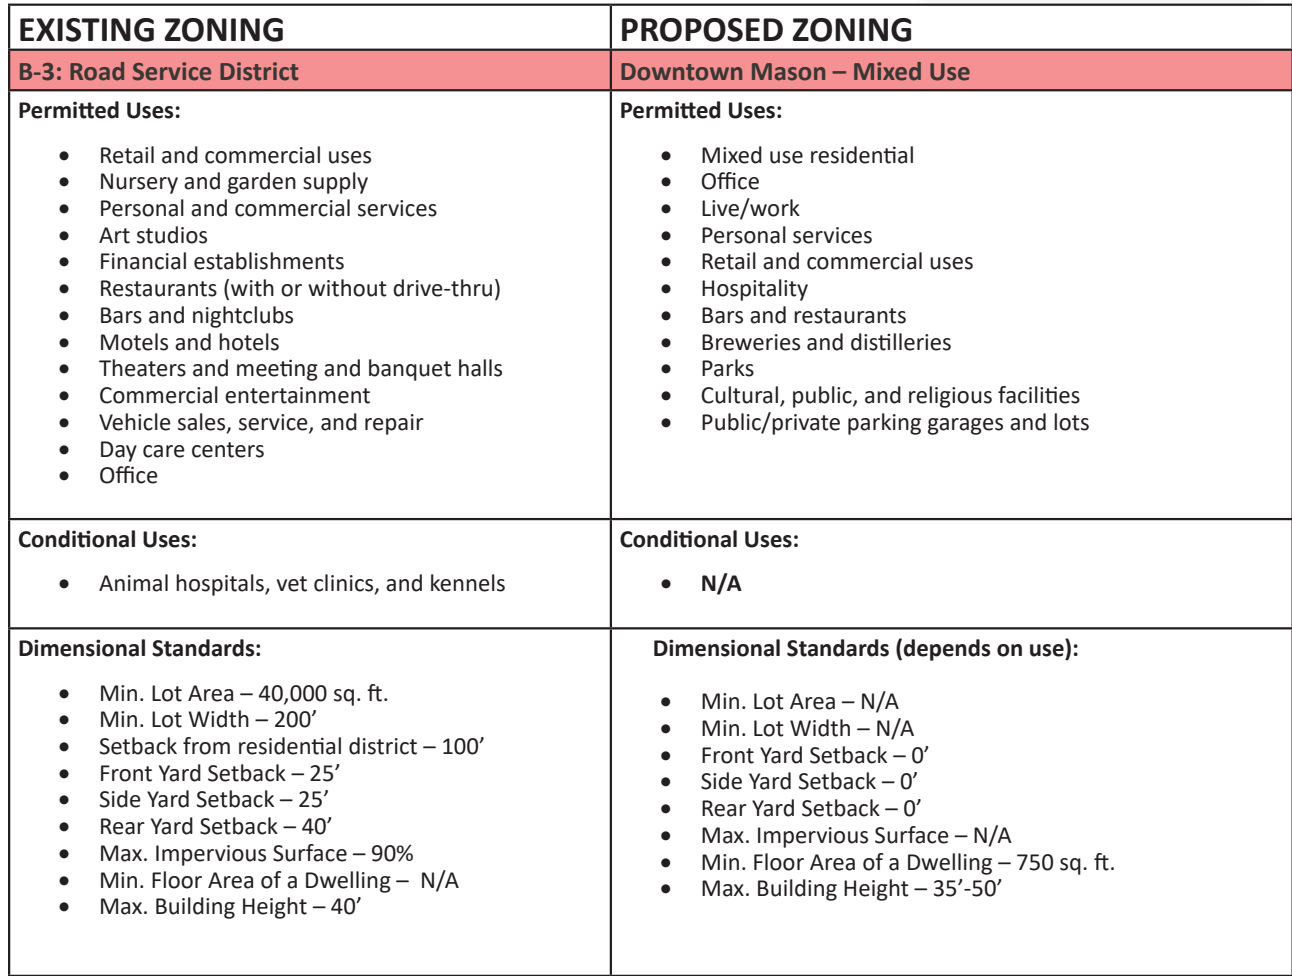 EXISTING ZONING
B-3: Road Service District
Permitted Uses:
• Retail and commercial uses
• Nursery and garden supply
• Personal and commercial services
• Art studios
• Financial establishments
• Restaurants (with or without drive-thru)
• Bars and nightclubs
• Motels and hotels
• Theaters and meeting and banquet halls
• Commercial entertainment
• Vehicle sales, service, and repair
• Day care centers
• Office
Conditional Uses:
• Animal hospitals, vet clinics, and kennels
Dimensional Standards:
• Min. Lot Area – 40,000 sq. ft.
• Min. Lot Width – 200’
• Setback from residential district – 100’
• Front Yard Setback – 25’
• Side Yard Setback – 25’
• Rear Yard Setback – 40’
• Max. Impervious Surface – 90%
• Min. Floor Area of a Dwelling – N/A
• Max. Building Height – 40’
PROPOSED ZONING
Downtown Mason – Mixed Use
Permitted Uses:
• Mixed use residential
• Office
• Live/work
• Personal services
• Retail and commercial uses
• Hospitality
• Bars and restaurants
• Breweries and distilleries
• Parks
• Cultural, public, and religious facilities
• Public/private parking garages and lots
Conditional Uses:
• N/A
Dimensional Standards (depends on use):
• Min. Lot Area – N/A
• Min. Lot Width – N/A
• Front Yard Setback – 0’
• Side Yard Setback – 0’
• Rear Yard Setback – 0’
• Max. Impervious Surface – N/A
• Min. Floor Area of a Dwelling – 750 sq. ft.
• Max. Building Height – 35’-50’